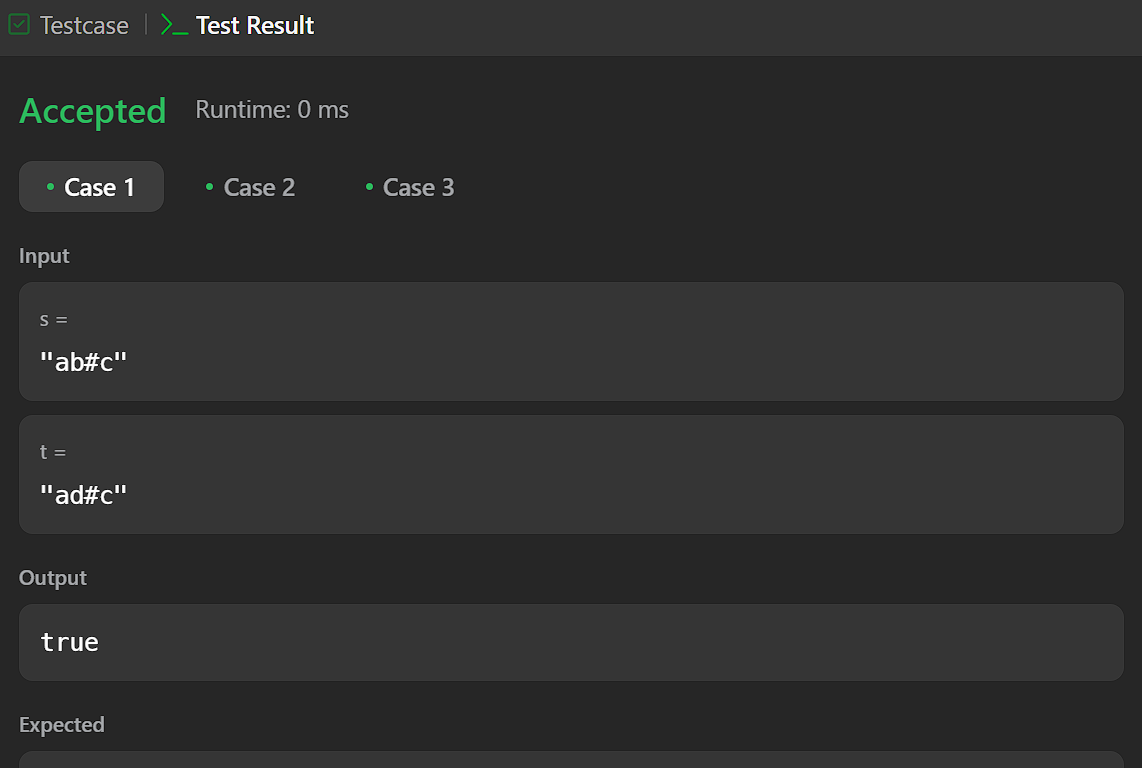 Testcase Test Result
Accepted Runtime: 0 ms
Case 1 Case 2 Case 3
Input
s =
"ab#c"
t =
"ad#c"
Output
true
Expected